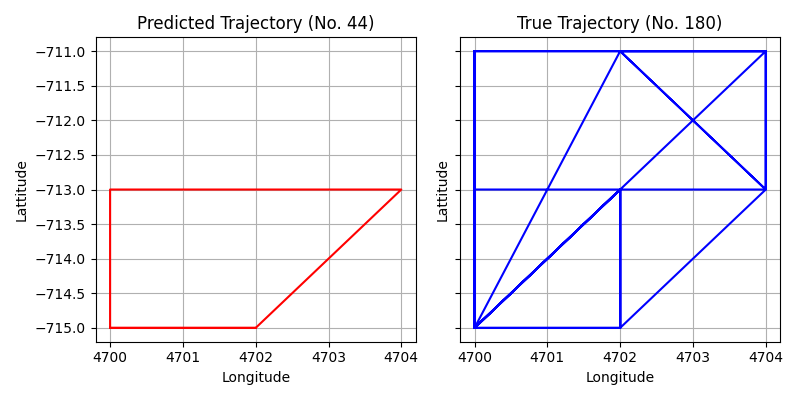 Predicted Trajectory (No. 44)
−711.0
−711.5
−712.0
−712.5
−713.0
−713.5
−714.0
−714.5
−715.0
Lattitude
4700 4701 4702 4703 4704
Longitude
True Trajectory (No. 180)
Lattitude
4700 4701 4702 4703 4704
Longitude